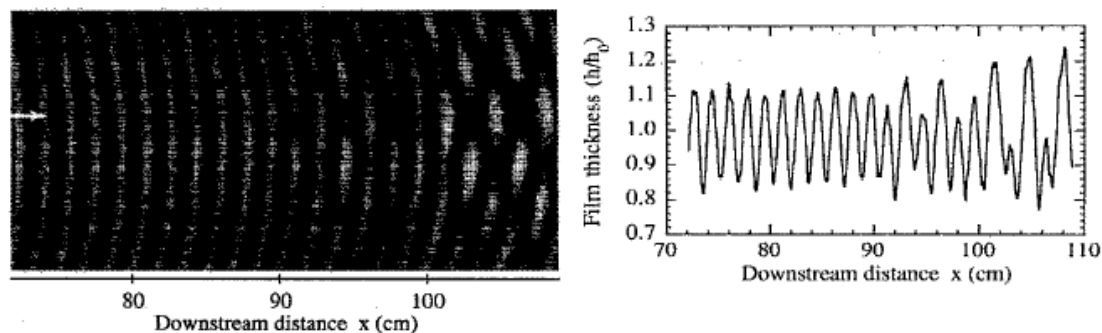 80 90 100
Downstream distance x (cm)
Film thickness (h/h0)
1.3
1.2
1.1
1.0
0.9
0.8
0.7
70 80 90 100 110
Downstream distance x (cm)